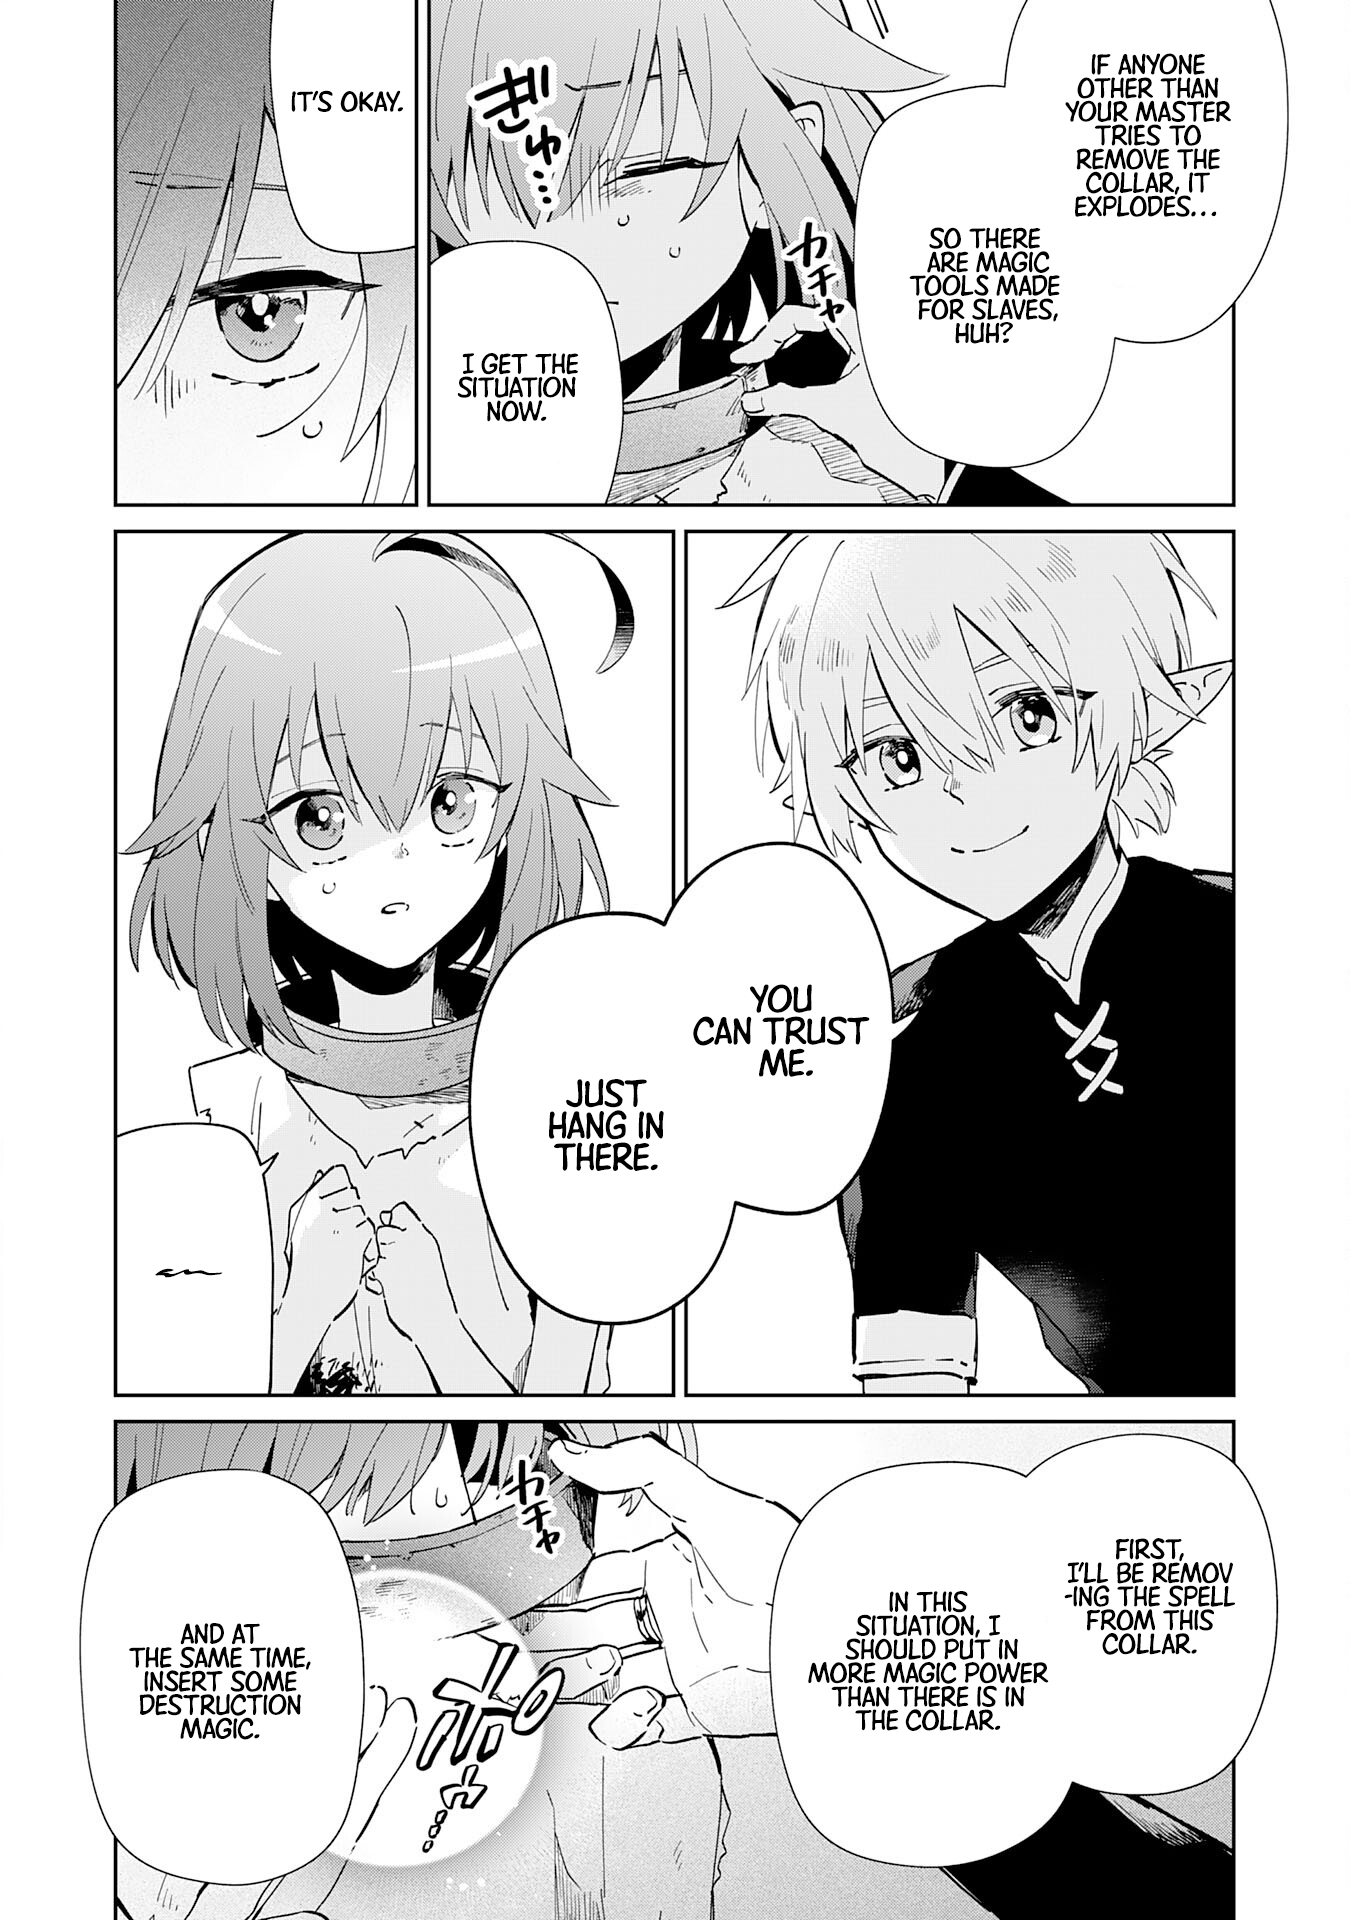 IF ANYONE
OTHER THAN
YOUR MASTER
TRIES TO
REMOVE THE
COLLAR, IT
EXPLODES...
SO THERE
ARE MAGIC
TOOLS MADE
FOR SLAVES,
HUH?
カチャ
ぎゅ…
I GET THE
SITUATION
NOW.
IT'S OKAY.
YOU
CAN TRUST
ME.
JUST
HANG IN
THERE.
FIRST,
I'LL BE REMOV
-ING THE SPELL
FROM THIS
COLLAR.
IN THIS
SITUATION, I
SHOULD PUT IN
MORE MAGIC POWER
THAN THERE IS IN
THE COLLAR.
カチャ
ポゥ…
AND AT
THE SAME TIME,
INSERT SOME
DESTRUCTION
MAGIC.